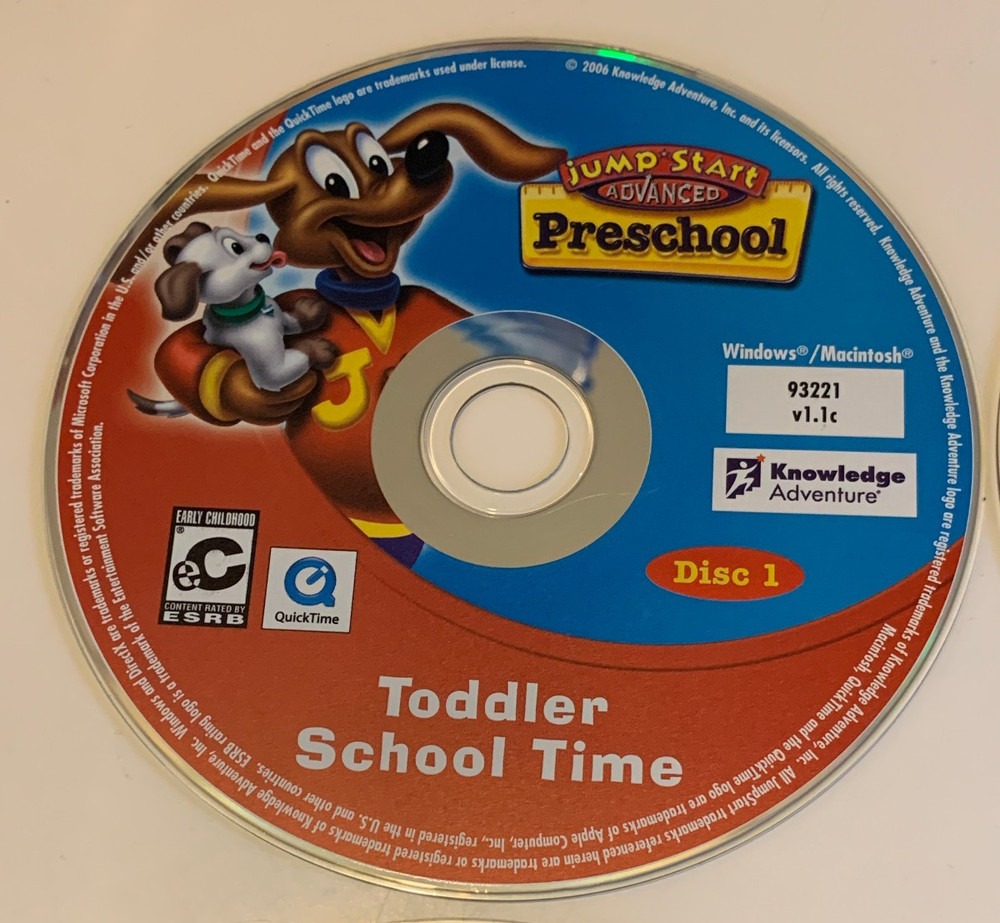 © 2006 Knowledge Adventure, Inc. and its licensors. All rights reserved. Knowledge Adventure and the Knowledge Adventure logo are registered trademarks of Knowledge Adventure, Inc. All JumpStart trademarks referenced herein are trademarks or registered trademarks of Knowledge Adventure, Inc. Windows and DirectX are trademarks or registered trademarks of Microsoft Corporation in the U.S. and/or other countries. QuickTime and the QuickTime logo are trademarks used under license.
Macintosh, QuickTime and the QuickTime logo are trademarks of Apple Computer, Inc., registered in the U.S. and other countries. ESRB rating logo is a trademark of the Entertainment Software Association.
Jump Start
ADVANCED
Preschool
J
Windows®/Macintosh®
93221
v1.1c
Knowledge
Adventure®
Disc 1
EARLY CHILDHOOD
eC
®
CONTENT RATED BY
ESRB
QuickTime
Toddler
School Time